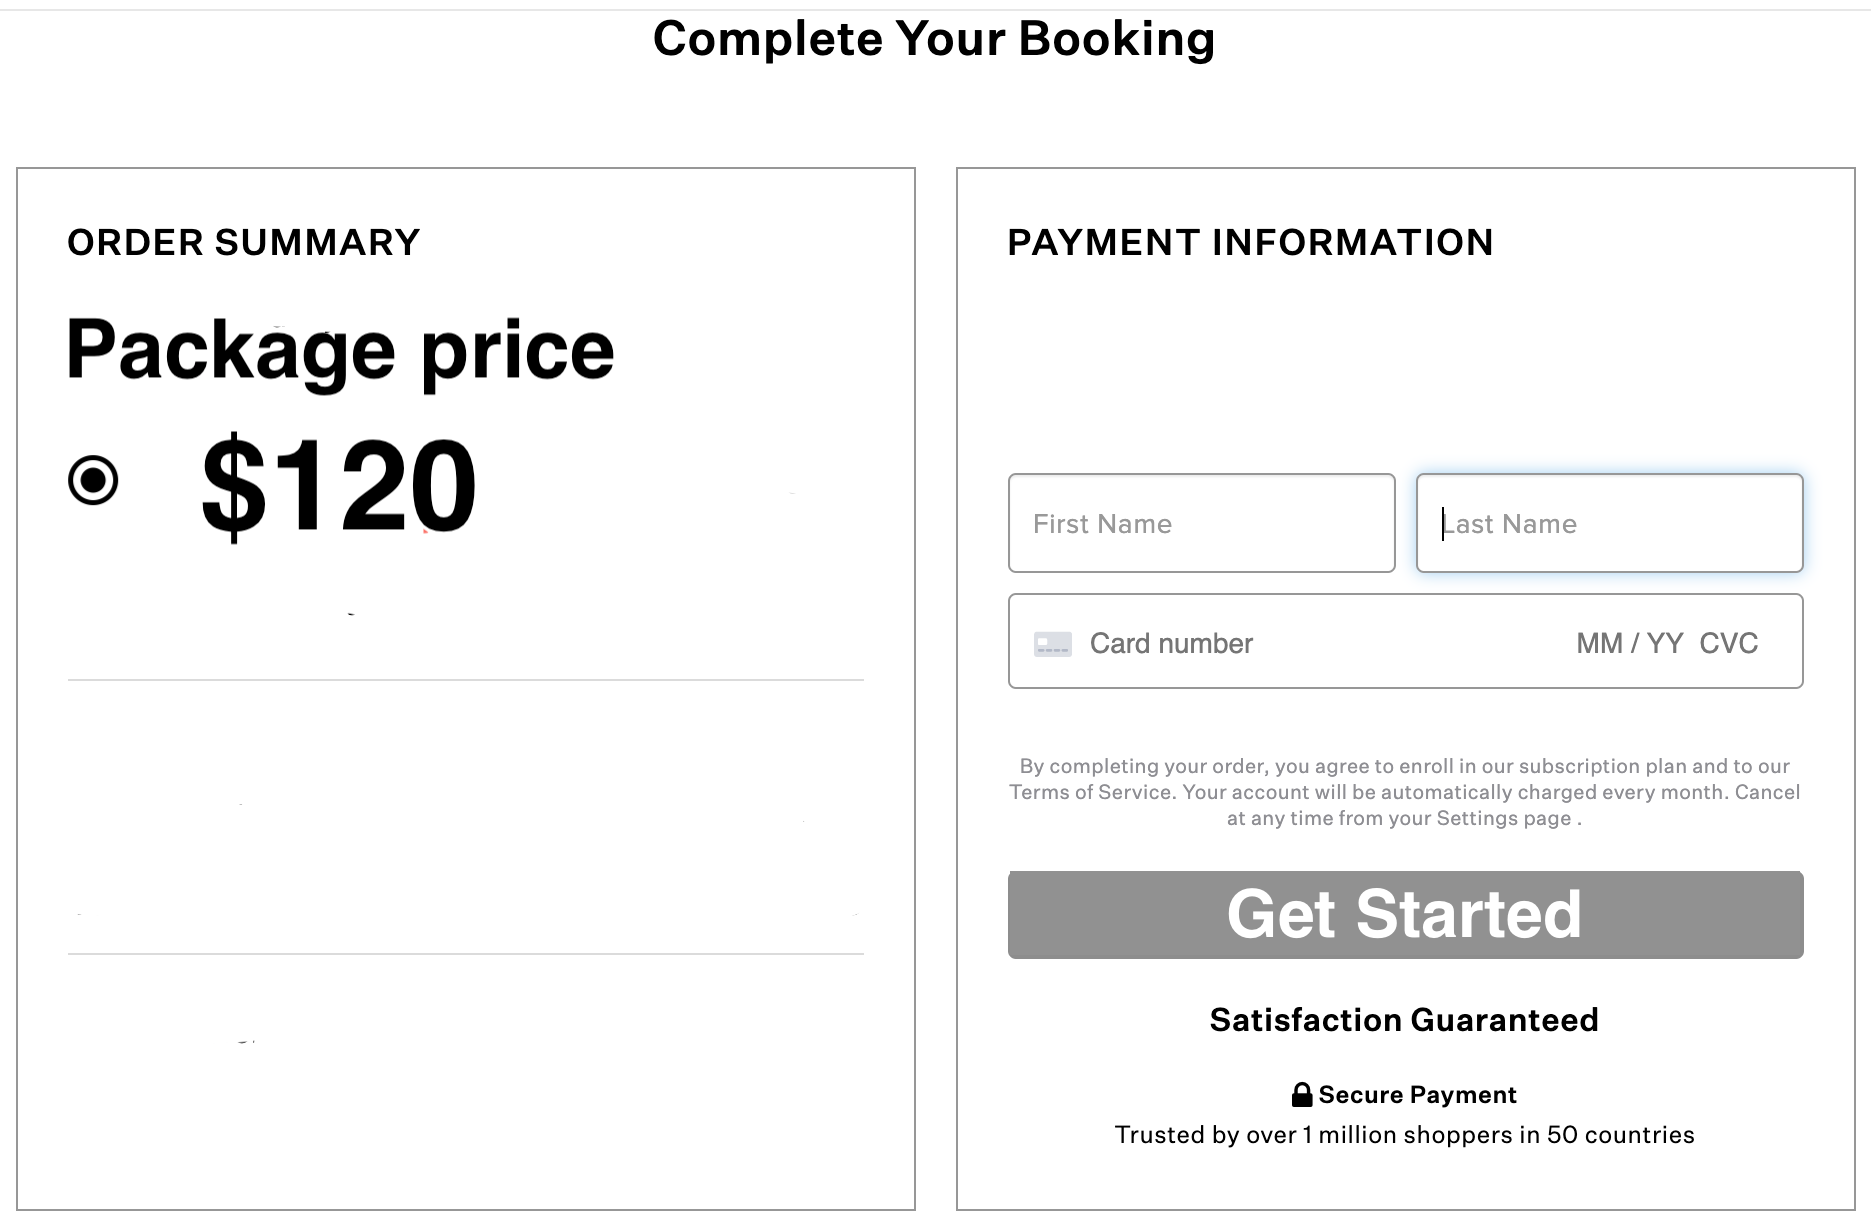 Complete Your Booking
ORDER SUMMARY
Package price
$120
PAYMENT INFORMATION
First Name
Last Name
Card number MM / YY CVC
By completing your order, you agree to enroll in our subscription plan and to our
Terms of Service. Your account will be automatically charged every month. Cancel
at any time from your Settings page .
Get Started
Satisfaction Guaranteed
Secure Payment
Trusted by over 1 million shoppers in 50 countries